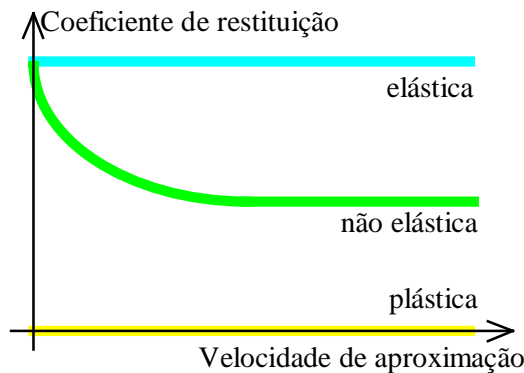 Coeficiente de restituição
elástica
não elástica
plástica
Velocidade de aproximação